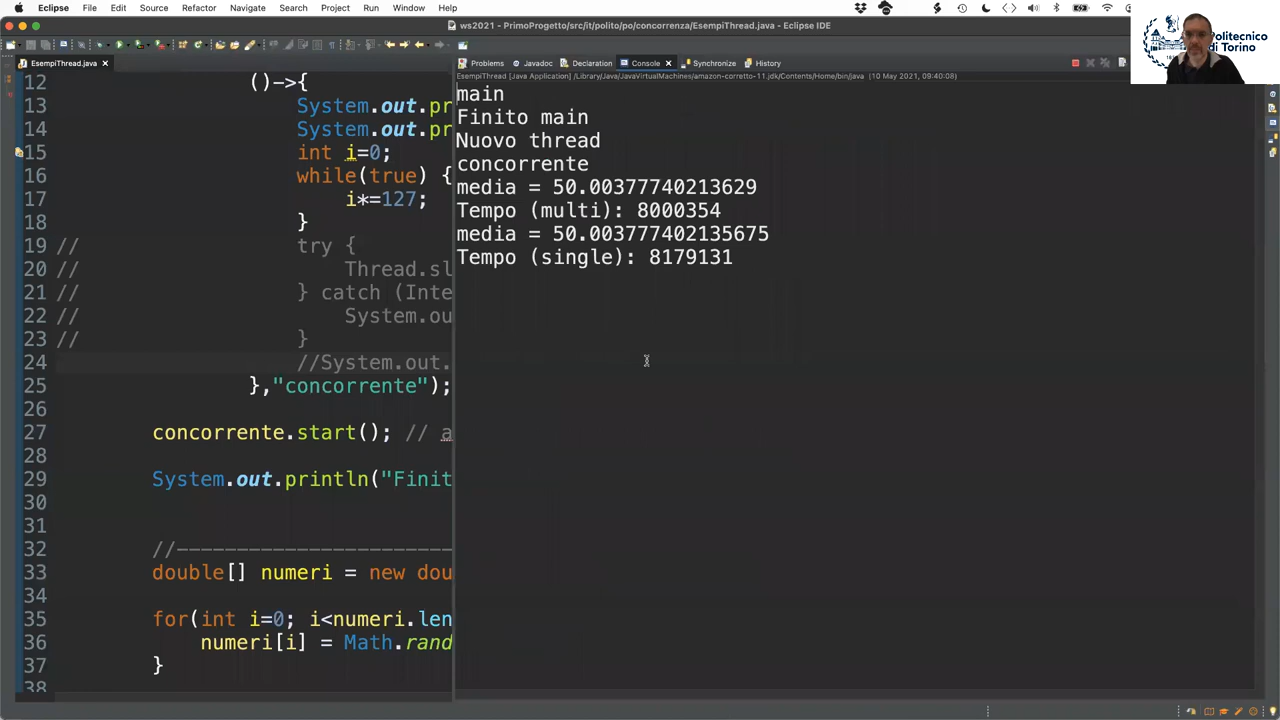 Eclipse File Edit Source Refactor Navigate Search Project Run Window Help
ws2021 - PrimoProgetto/src/it/polito/po/concorrenza/EsempiThread.java - Eclipse IDE
Politecnico
di Torino
EsempiThread.java
Problems Javadoc Declaration Console Synchronize History
EsempiThread [Java Application] /Library/Java/JavaVirtualMachines/amazon-corretto-11.jdk/Contents/Home/bin/java (10 May 2021, 09:40:08)
12 ()->{
13 System.out.pr
14 System.out.pr
15 int i=0;
16 while(true) {
17 i*=127;
18 }
19 // try {
20 // Thread.sl
21 // } catch (Inte
22 // System.ou
23 // }
24 //System.out.
25 },"concorrente");
26
27 concorrente.start(); // a
28
29 System.out.println("Finit
30
31
32 //------------------------
33 double[] numeri = new dou
35 for(int i=0; i<numeri.len
36 numeri[i] = Math.rand
37 }
38
main
Finito main
Nuovo thread
concorrente
media = 50.00377740213629
Tempo (multi): 8000354
media = 50.003777402135675
Tempo (single): 8179131